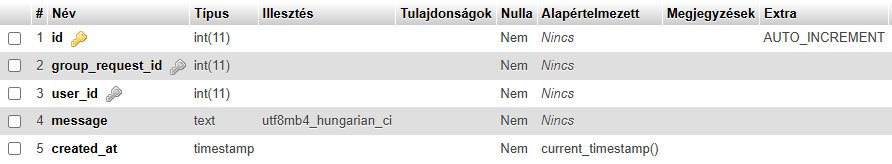 # Név Típus Illesztés Tulajdonságok Nulla Alapértelmezett Megjegyzések Extra
1 id int(11) Nem Nincs AUTO_INCREMENT
2 group_request_id int(11) Nem Nincs
3 user_id int(11) Nem Nincs
4 message text utf8mb4_hungarian_ci Nem Nincs
5 created_at timestamp Nem current_timestamp()